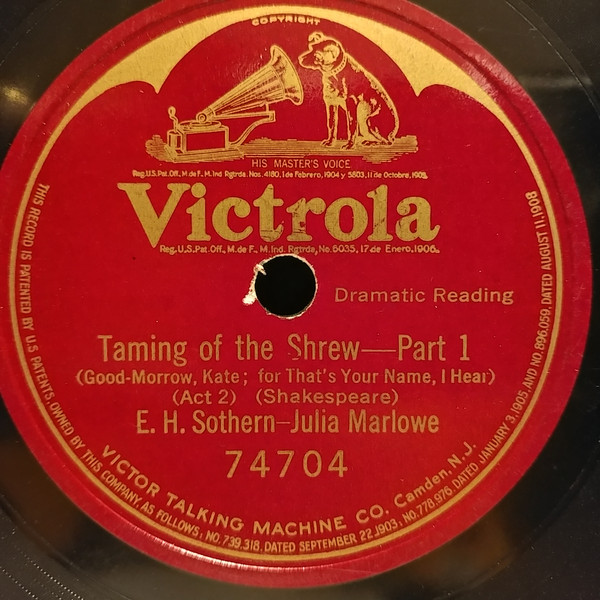 COPYRIGHT
HIS MASTER'S VOICE
Reg.U.S.Pat.Off., M.de F., M.Ind Rgtrda. Nos. 4180, 1 de Febrero, 1904 y 5803, 11 de Octobre, 1905.
Victrola
Reg.U.S.Pat.Off., M.de F., M.Ind. Rgtrda, No. 6035, 17 de Enero, 1906.
Dramatic Reading
Taming of the Shrew—Part 1
(Good-Morrow, Kate; for That's Your Name, I Hear)
(Act 2) (Shakespeare)
E. H. Sothern-Julia Marlowe
74704
VICTOR TALKING MACHINE CO. Camden, N.J.
THIS RECORD IS PATENTED BY U.S PATENTS, OWNED BY THIS COMPANY, AS FOLLOWS; NO. 739,318, DATED SEPTEMBER 22, 1903; NO. 778,976, DATED JANUARY 3, 1905, AND NO. 896,059, DATED AUGUST 11, 1908